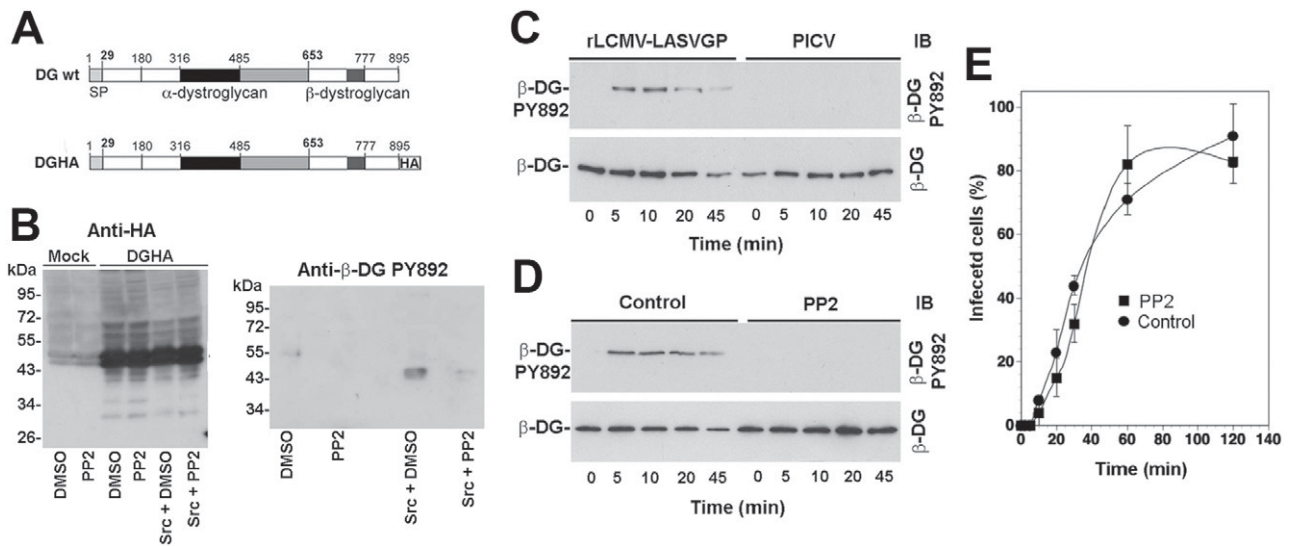 A
1 29 180 316 485 653 777 895
DG wt
SP α-dystroglycan β-dystroglycan
1 29 180 316 485 653 777 895
DGHA HA
B
Anti-HA
Mock DGHA
kDa
95-
72-
55-
43-
34-
26-
DMSO
PP2
DMSO
PP2
Src + DMSO
Src + PP2
Anti-β-DG PY892
kDa
95-
72-
55-
43-
34-
DMSO
PP2
Src + DMSO
Src + PP2
C
rLCMV-LASVGP PICV IB
β-DG-
PY892
β-DG
PY892
β-DG-
β-DG
0 5 10 20 45 0 5 10 20 45
Time (min)
D
Control PP2 IB
β-DG-
PY892
β-DG
PY892
β-DG-
β-DG
0 5 10 20 45 0 5 10 20 45
Time (min)
E
Infecetd cells (%)
100
80
60
40
20
0
PP2
Control
0 20 40 60 80 100 120 140
Time (min)